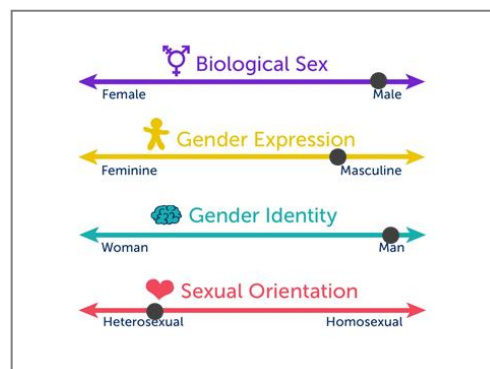 Biological Sex
Female Male
Gender Expression
Feminine Masculine
Gender Identity
Woman Man
Sexual Orientation
Heterosexual Homosexual